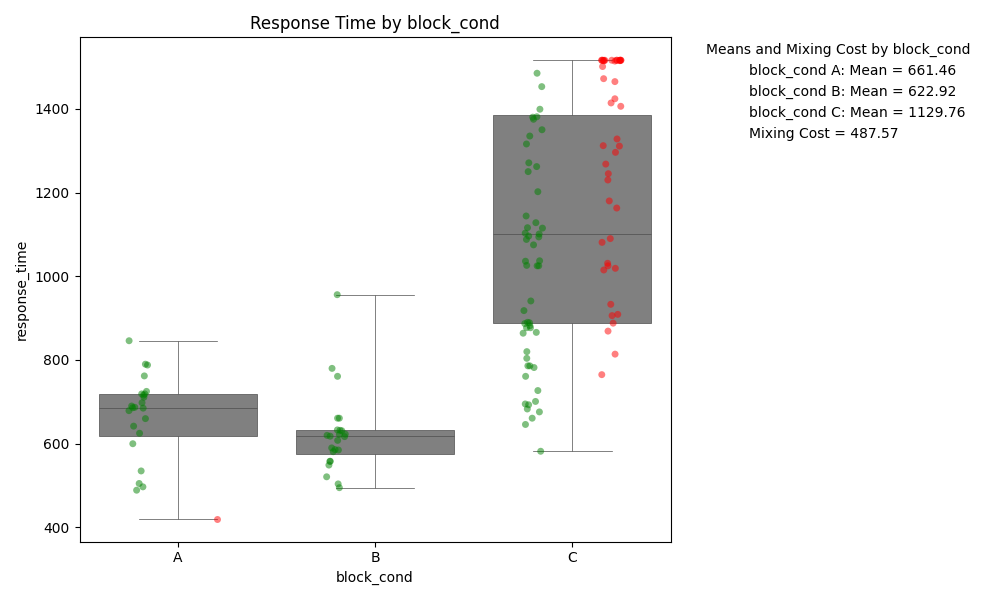 Response Time by block_cond
Means and Mixing Cost by block_cond
block_cond A: Mean = 661.46
block_cond B: Mean = 622.92
block_cond C: Mean = 1129.76
Mixing Cost = 487.57
response_time
1400
1200
1000
800
600
400
A
B
C
block_cond